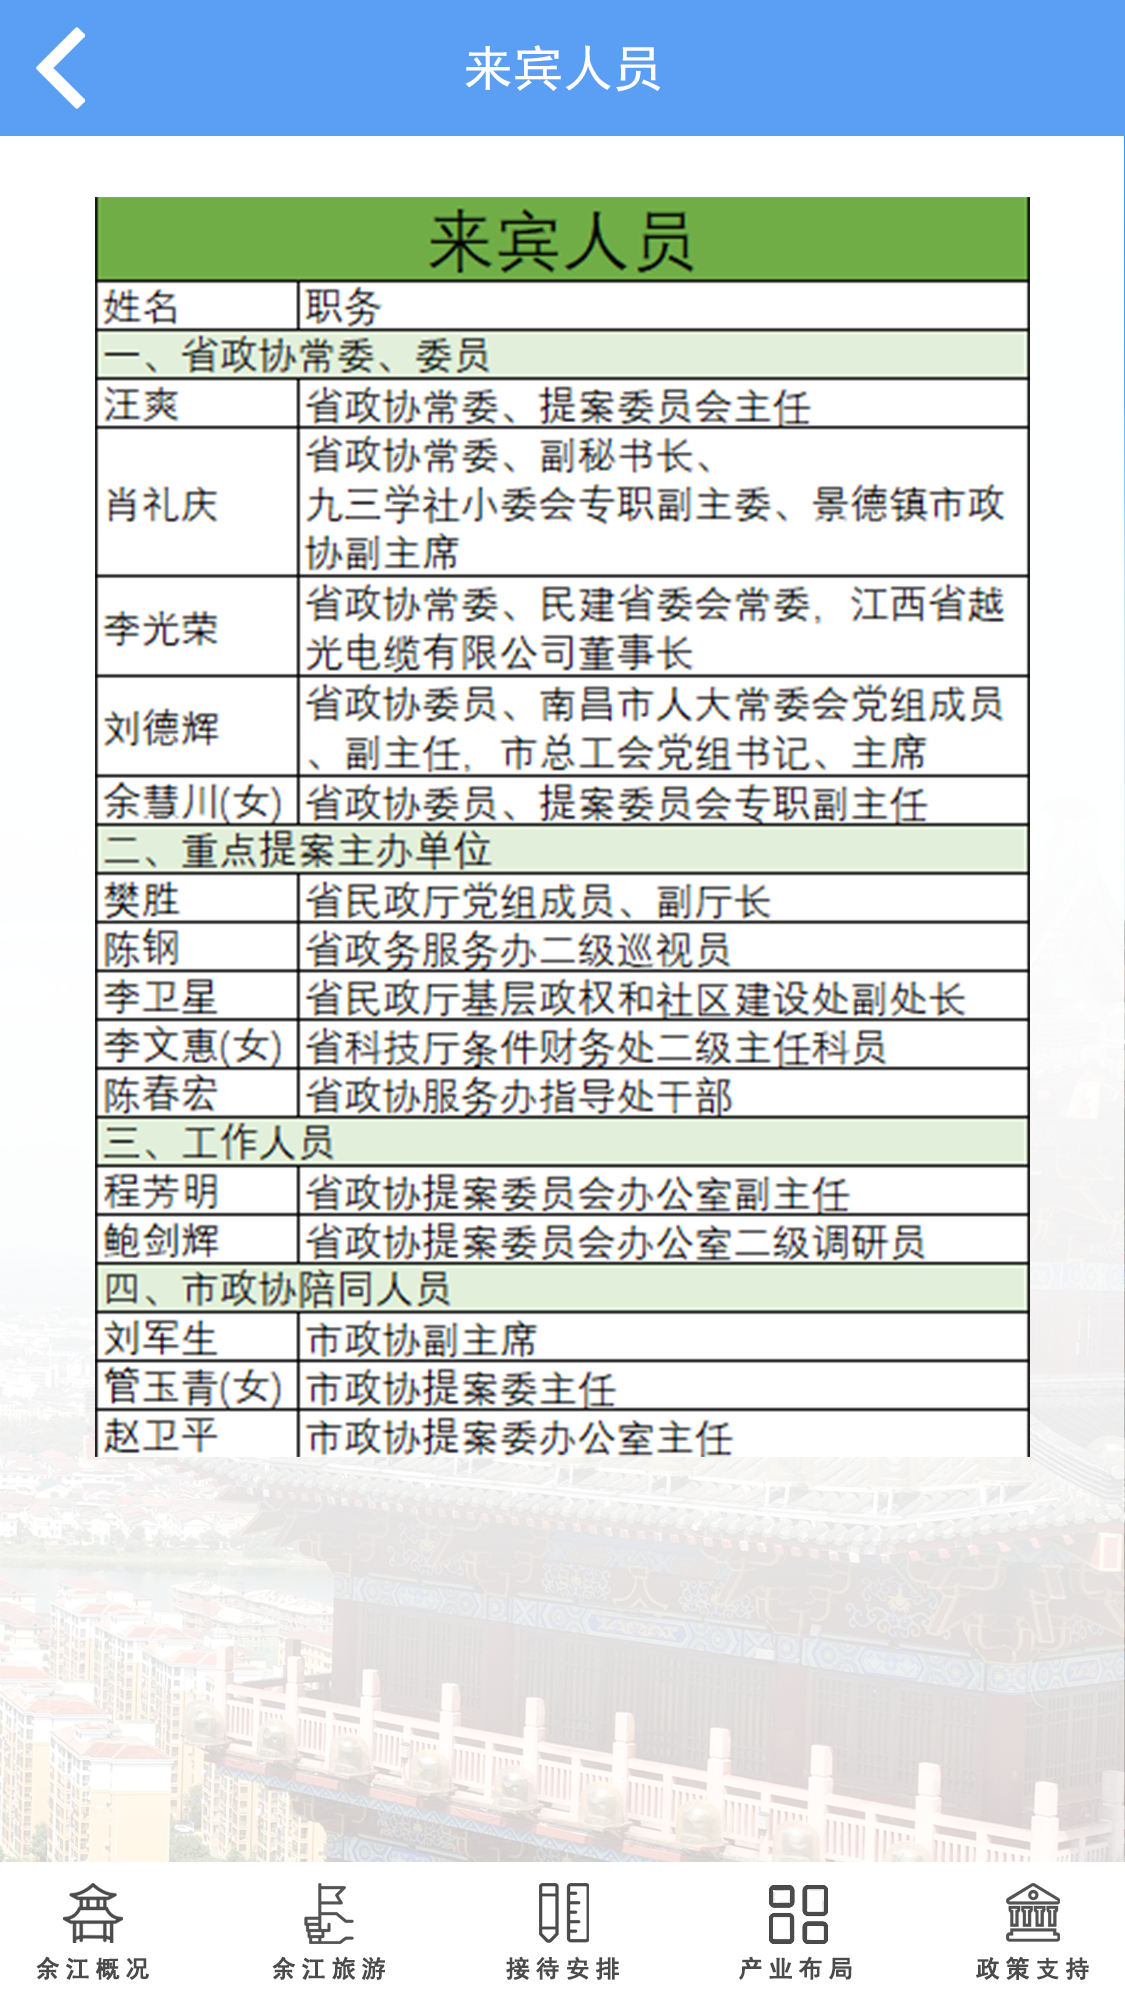 来宾人员
来宾人员
姓名 职务
一、省政协常委、委员
汪爽 省政协常委、提案委员会主任
肖礼庆 省政协常委、副秘书长、
九三学社小委会专职副主委、景德镇市政
协副主席
李光荣 省政协常委、民建省委会常委，江西省越
光电缆有限公司董事长
刘德辉 省政协委员、南昌市人大常委会党组成员
、副主任，市总工会党组书记、主席
余慧川(女) 省政协委员、提案委员会专职副主任
二、重点提案主办单位
樊胜 省民政厅党组成员、副厅长
陈钢 省政务服务办二级巡视员
李卫星 省民政厅基层政权和社区建设处副处长
李文惠(女) 省科技厅条件财务处二级主任科员
陈春宏 省政协服务办指导处干部
三、工作人员
程芳明 省政协提案委员会办公室副主任
鲍剑辉 省政协提案委员会办公室二级调研员
四、市政协陪同人员
刘军生 市政协副主席
管玉青(女) 市政协提案委主任
赵卫平 市政协提案委办公室主任
余江概况 余江旅游 接待安排 产业布局 政策支持